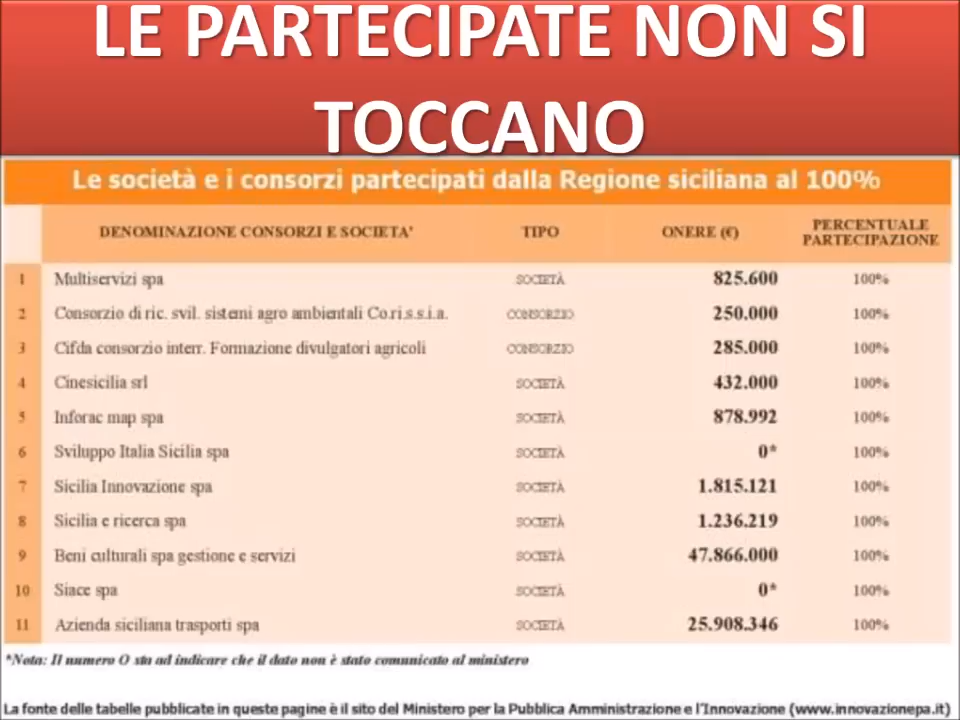 LE PARTECIPATE NON SI
TOCCANO
Le società e i consorzi partecipati dalla Regione siciliana al 100%
DENOMINAZIONE CONSORZI E SOCIETA' TIPO ONERE (€) PERCENTUALE PARTECIPAZIONE
1 Multiservizi spa SOCIETÀ 825.600 100%
2 Consorzio di ric. svil. sistemi agro ambientali Co.ri.s.s.i.a. CONSORZIO 250.000 100%
3 Cifda consorzio interr. Formazione divulgatori agricoli CONSORZIO 285.000 100%
4 Cinesicilia srl SOCIETÀ 432.000 100%
5 Inforac map spa SOCIETÀ 878.992 100%
6 Sviluppo Italia Sicilia spa SOCIETÀ 0* 100%
7 Sicilia Innovazione spa SOCIETÀ 1.815.121 100%
8 Sicilia e ricerca spa SOCIETÀ 1.236.219 100%
9 Beni culturali spa gestione e servizi SOCIETÀ 47.866.000 100%
10 Siace spa SOCIETÀ 0* 100%
11 Azienda siciliana trasporti spa SOCIETÀ 25.908.346 100%
*Nota: Il numero O sta ad indicare che il dato non è stato comunicato al ministero
La fonte delle tabelle pubblicate in queste pagine è il sito del Ministero per la Pubblica Amministrazione e l'Innovazione (www.innovazionepa.it)